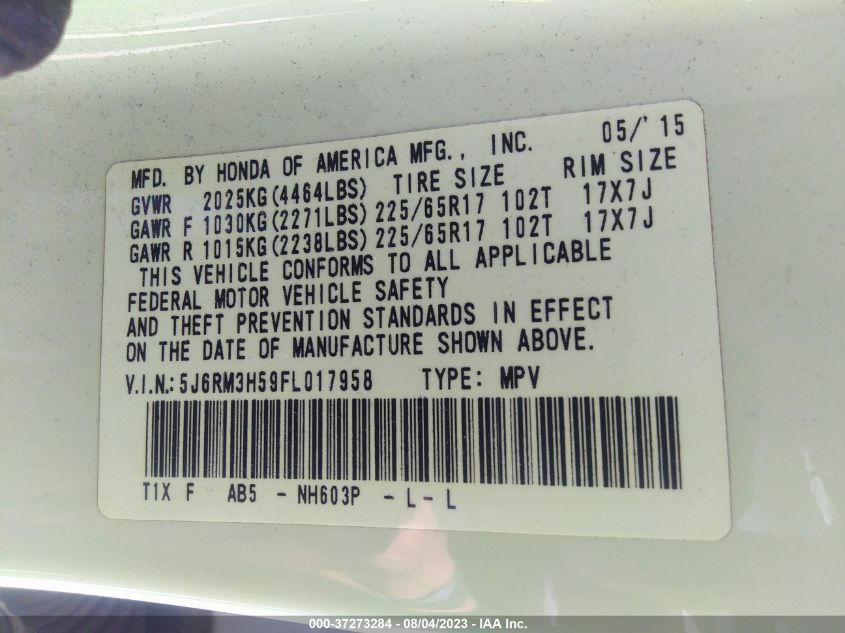 MFD. BY HONDA OF AMERICA MFG., INC. 05/'15
GVWR 2025KG(4464LBS) TIRE SIZE RIM SIZE
GAWR F 1030KG(2271LBS) 225/65R17 102T 17X7J
GAWR R 1015KG(2238LBS) 225/65R17 102T 17X7J
THIS VEHICLE CONFORMS TO ALL APPLICABLE
FEDERAL MOTOR VEHICLE SAFETY
AND THEFT PREVENTION STANDARDS IN EFFECT
ON THE DATE OF MANUFACTURE SHOWN ABOVE.
V.I.N.: 5J6RM3H59FL017958 TYPE: MPV
T1X F AB5 - NH603P - L - L
000-37273284 - 08/04/2023 - IAA Inc.